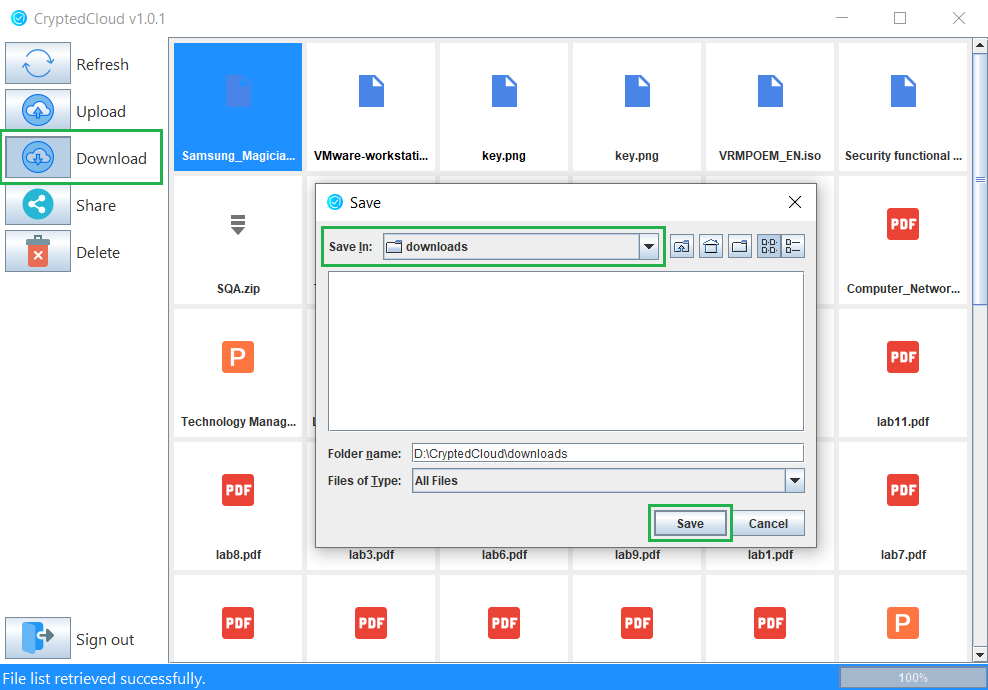 CryptedCloud v1.0.1
Refresh
Upload
Download
Share
Delete
Sign out
Samsung_Magicia...
VMware-workstati...
key.png
key.png
VRMPOEM_EN.iso
Security functional ...
SQA.zip
PDF
Computer_Networ...
P
Technology Manag...
PDF
lab11.pdf
Save
Save In:
downloads
Folder name:
D:\CryptedCloud\downloads
Files of Type:
All Files
Save
Cancel
PDF
PDF
lab8.pdf
lab3.pdf
lab6.pdf
lab9.pdf
lab1.pdf
lab7.pdf
PDF
PDF
PDF
PDF
PDF
P
File list retrieved successfully.
100%